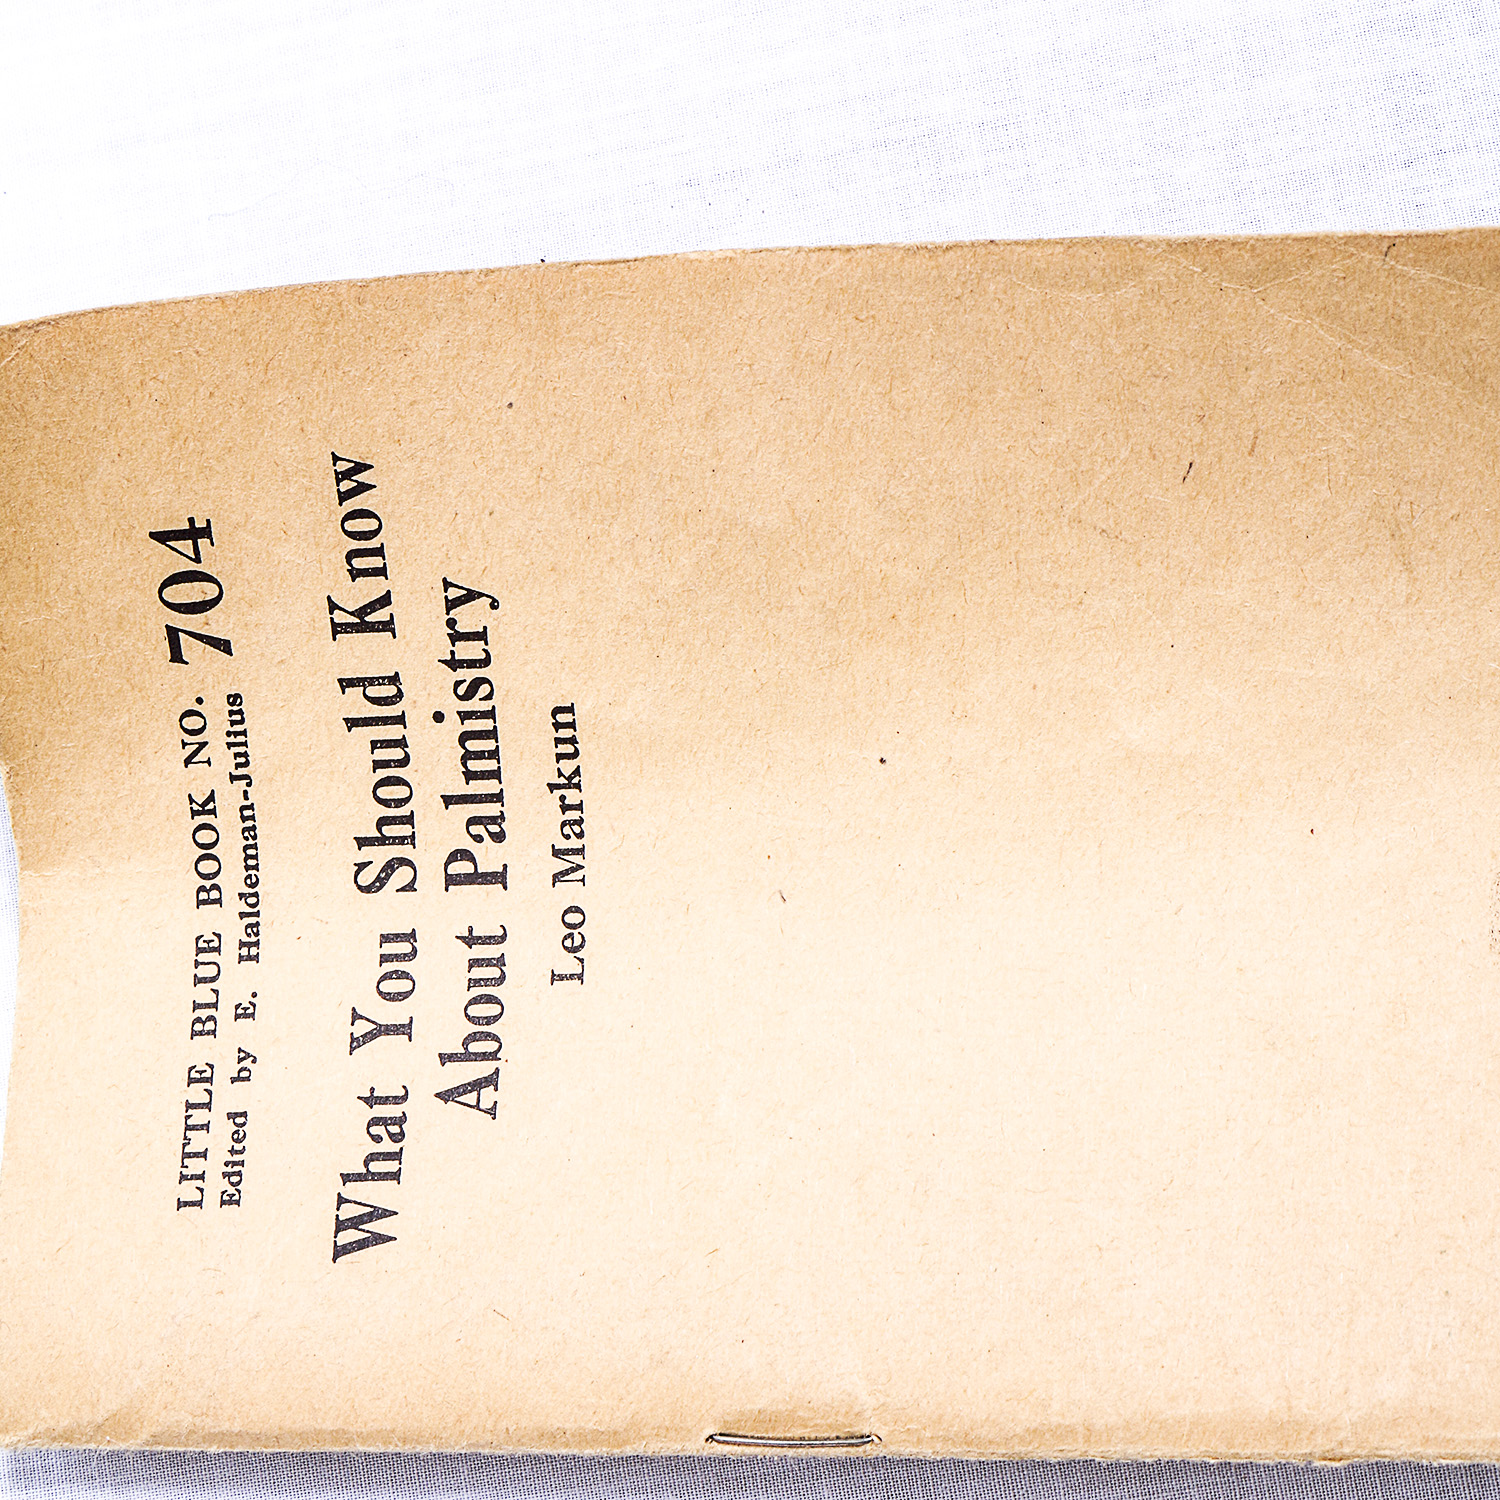 LITTLE BLUE BOOK NO. 704
Edited by E. Haldeman-Julius
What You Should Know
About Palmistry
Leo Markun